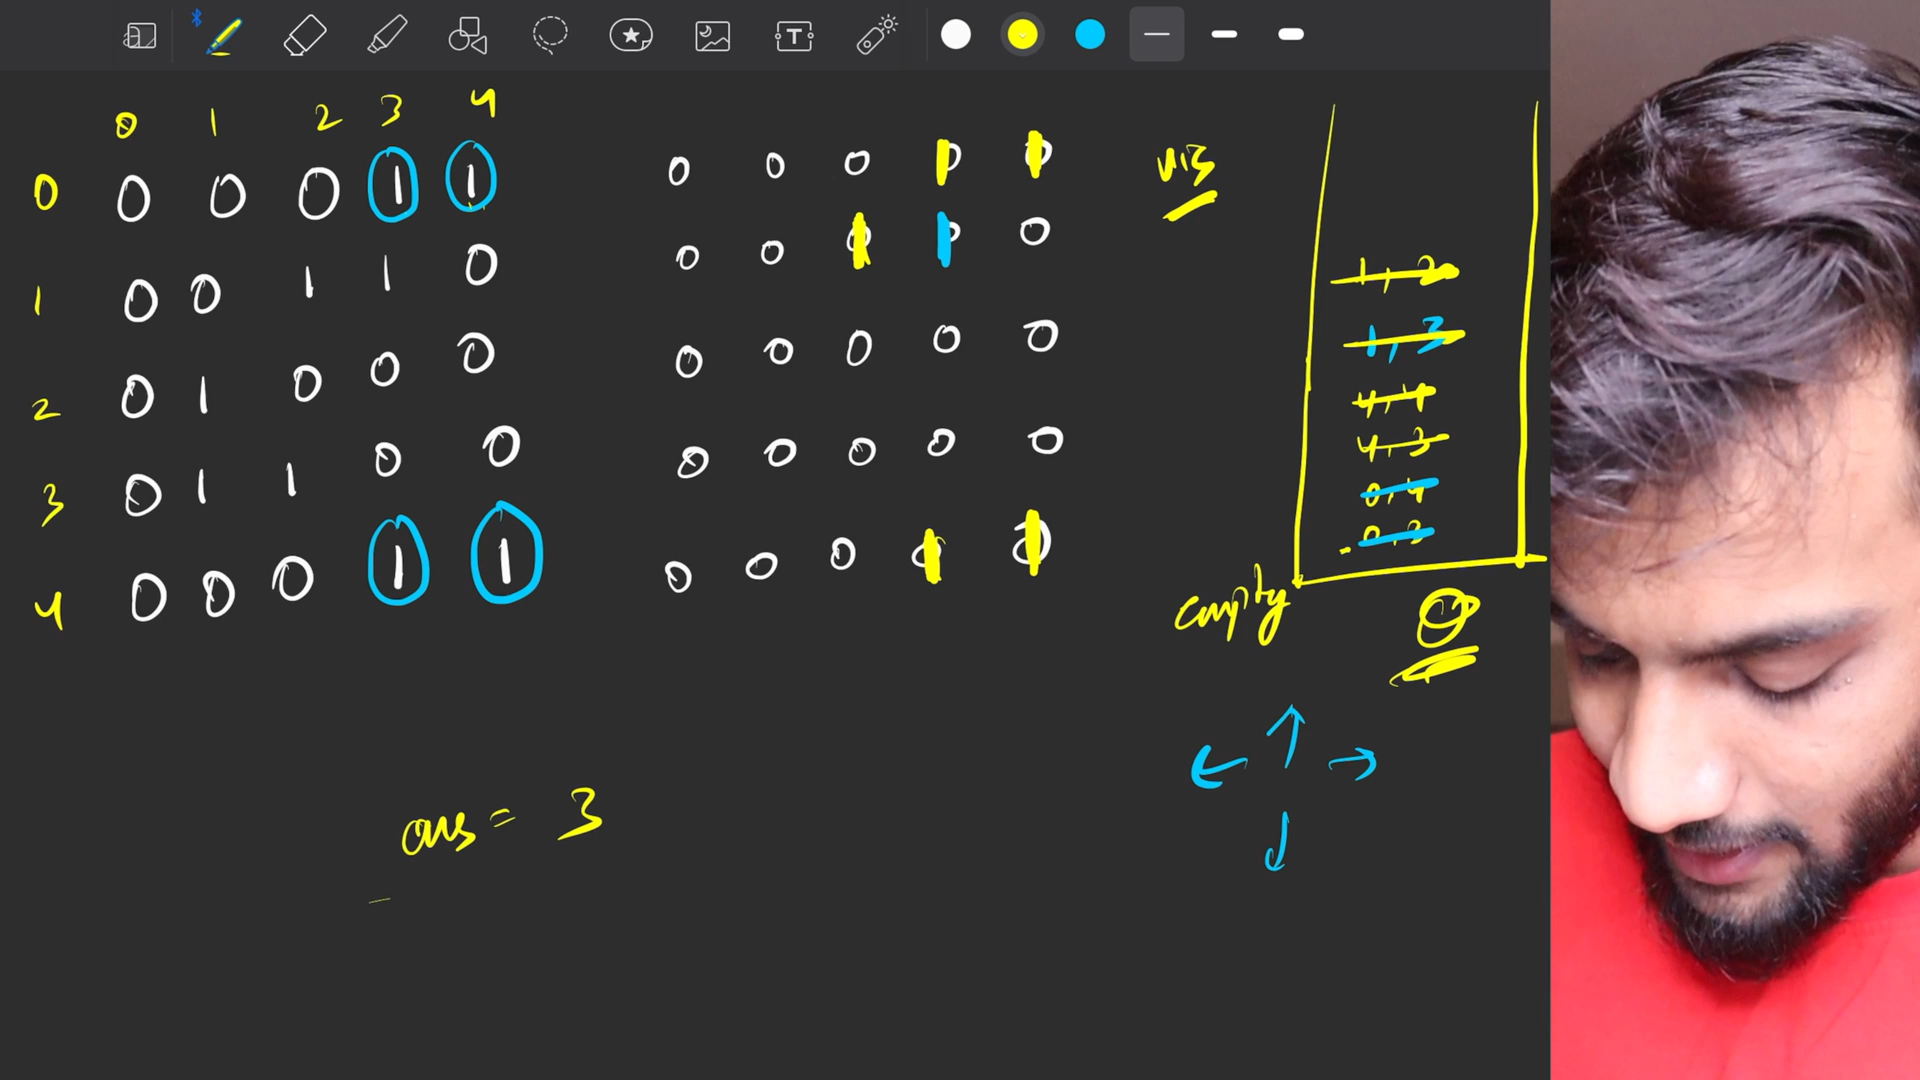 0 1 2 3 4
0 0 0 0 1 1
1 0 0 1 1 0
2 0 1 0 0 0
3 0 1 1 0 0
4 0 0 0 1 1
0 0 0 1 1
0 0 1 1 0
0 0 0 0 0
0 0 0 0 0
0 0 0 1 1
vis
1, 2
1, 3
4, 4
4, 3
0, 4
0, 3
empty
Q
ans = 3
T